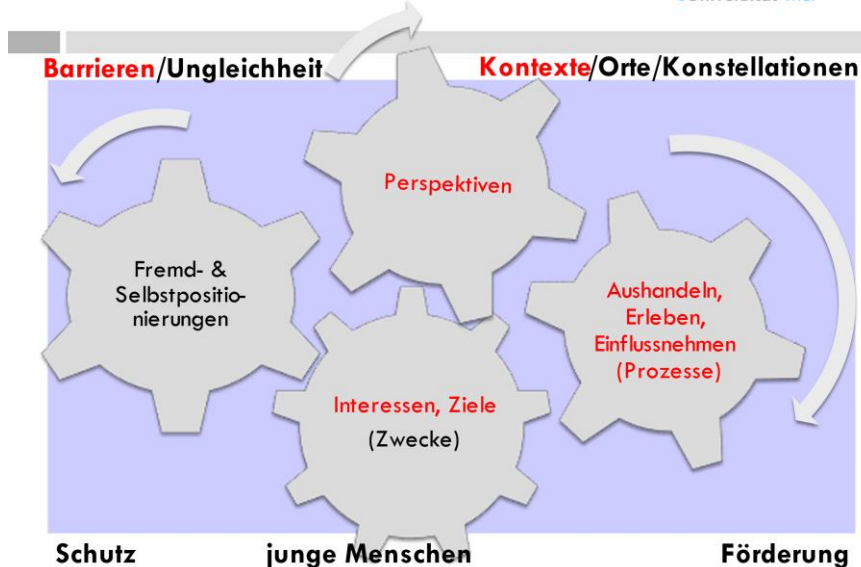 Barrieren/Ungleichheit
Kontexte/Orte/Konstellationen
Perspektiven
Fremd- &
Selbstpositio-
nierungen
Aushandeln,
Erleben,
Einflussnehmen
(Prozesse)
Interessen, Ziele
(Zwecke)
Schutz
junge Menschen
Förderung